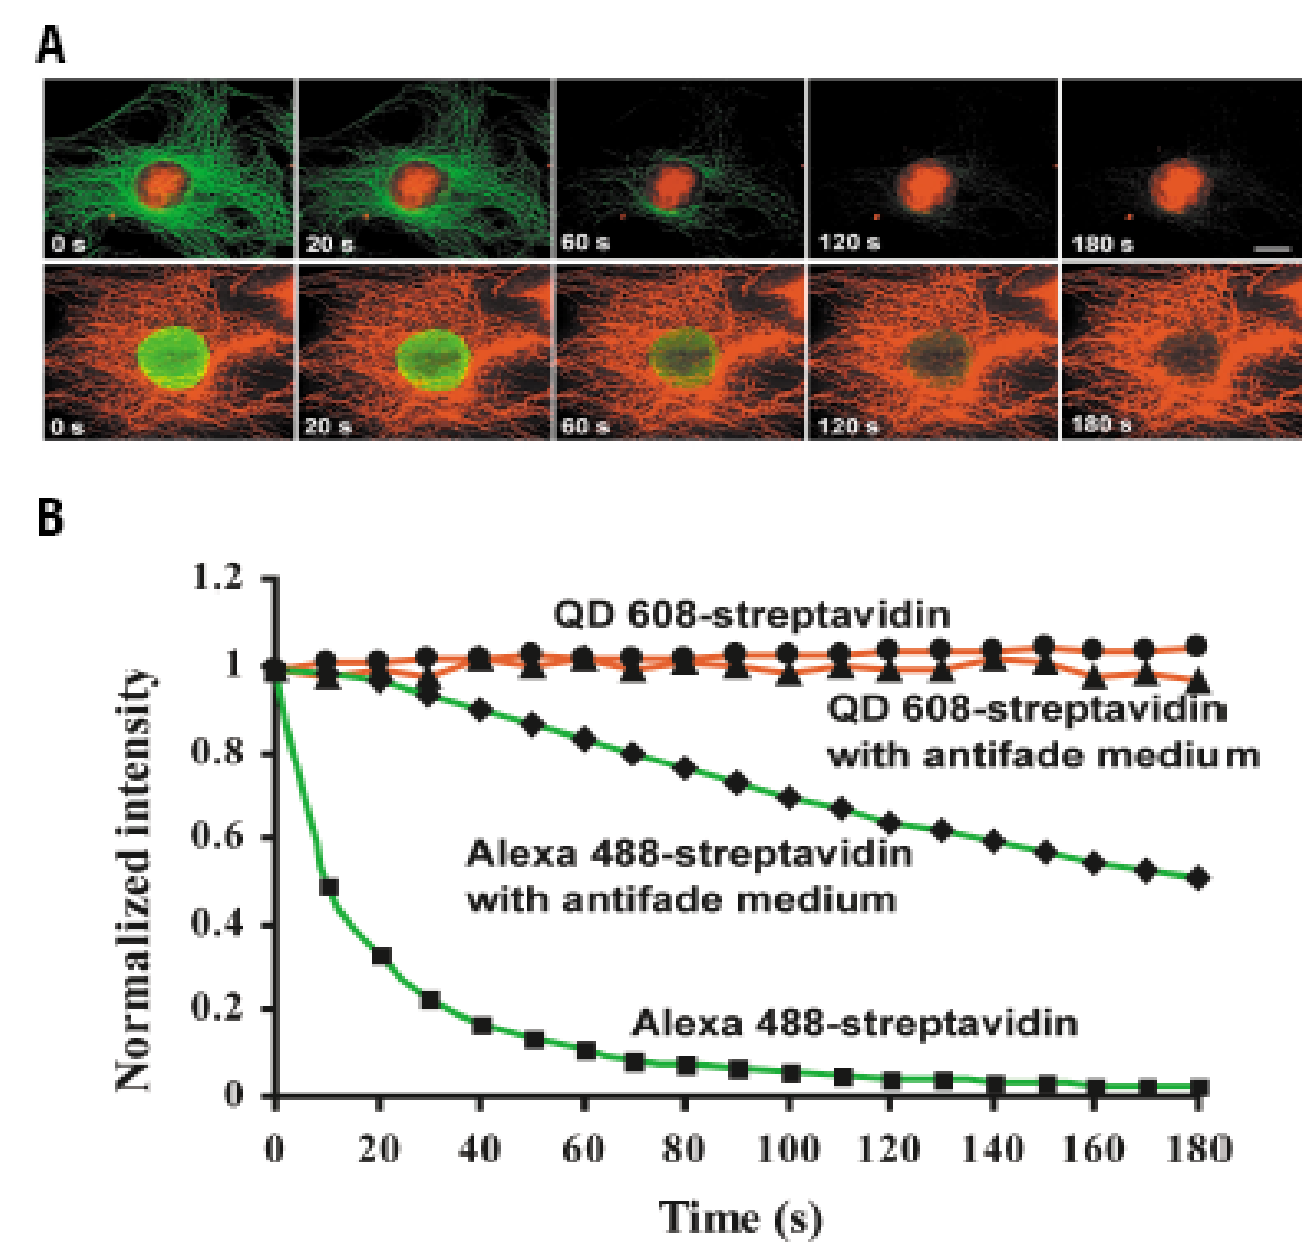 A
0 s
20 s
60 s
120 s
180 s
0 s
20 s
60 s
120 s
180 s
B
1.2
1
0.8
0.6
0.4
0.2
0
Normalized intensity
QD 608-streptavidin
QD 608-streptavidin
with antifade medium
Alexa 488-streptavidin
with antifade medium
Alexa 488-streptavidin
0 20 40 60 80 100 120 140 160 180
Time (s)